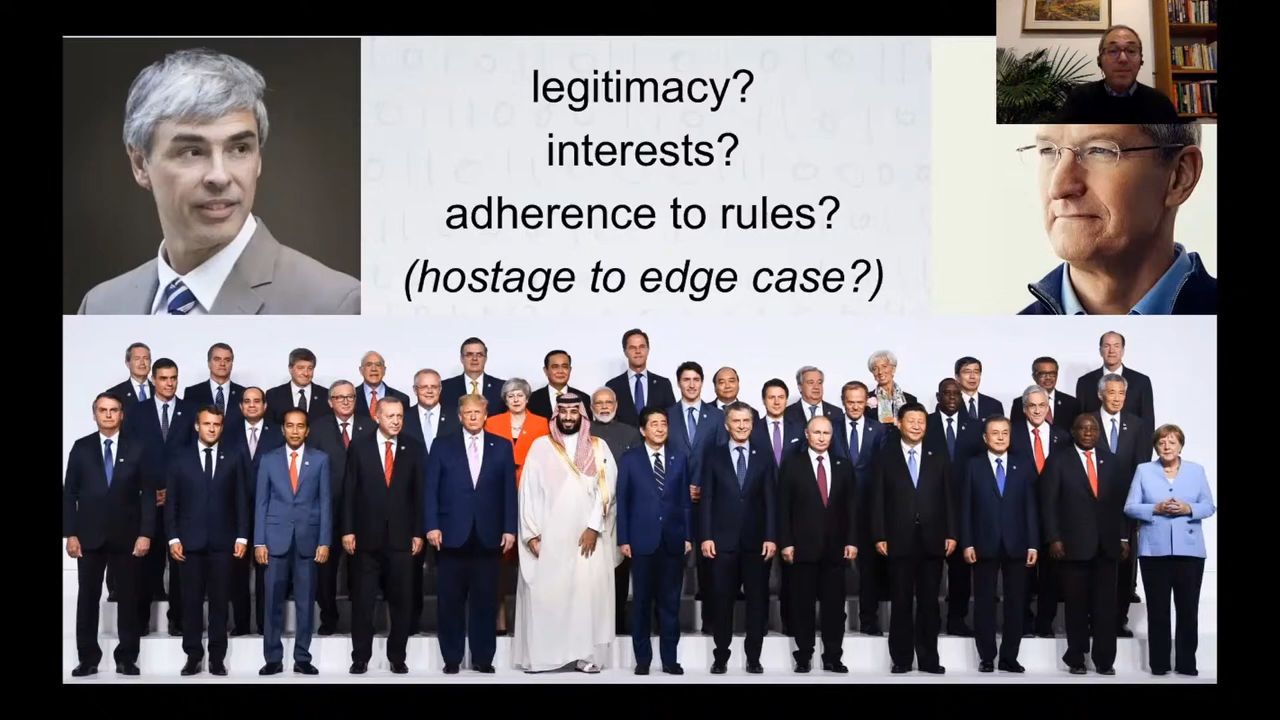 legitimacy?
interests?
adherence to rules?
(hostage to edge case?)